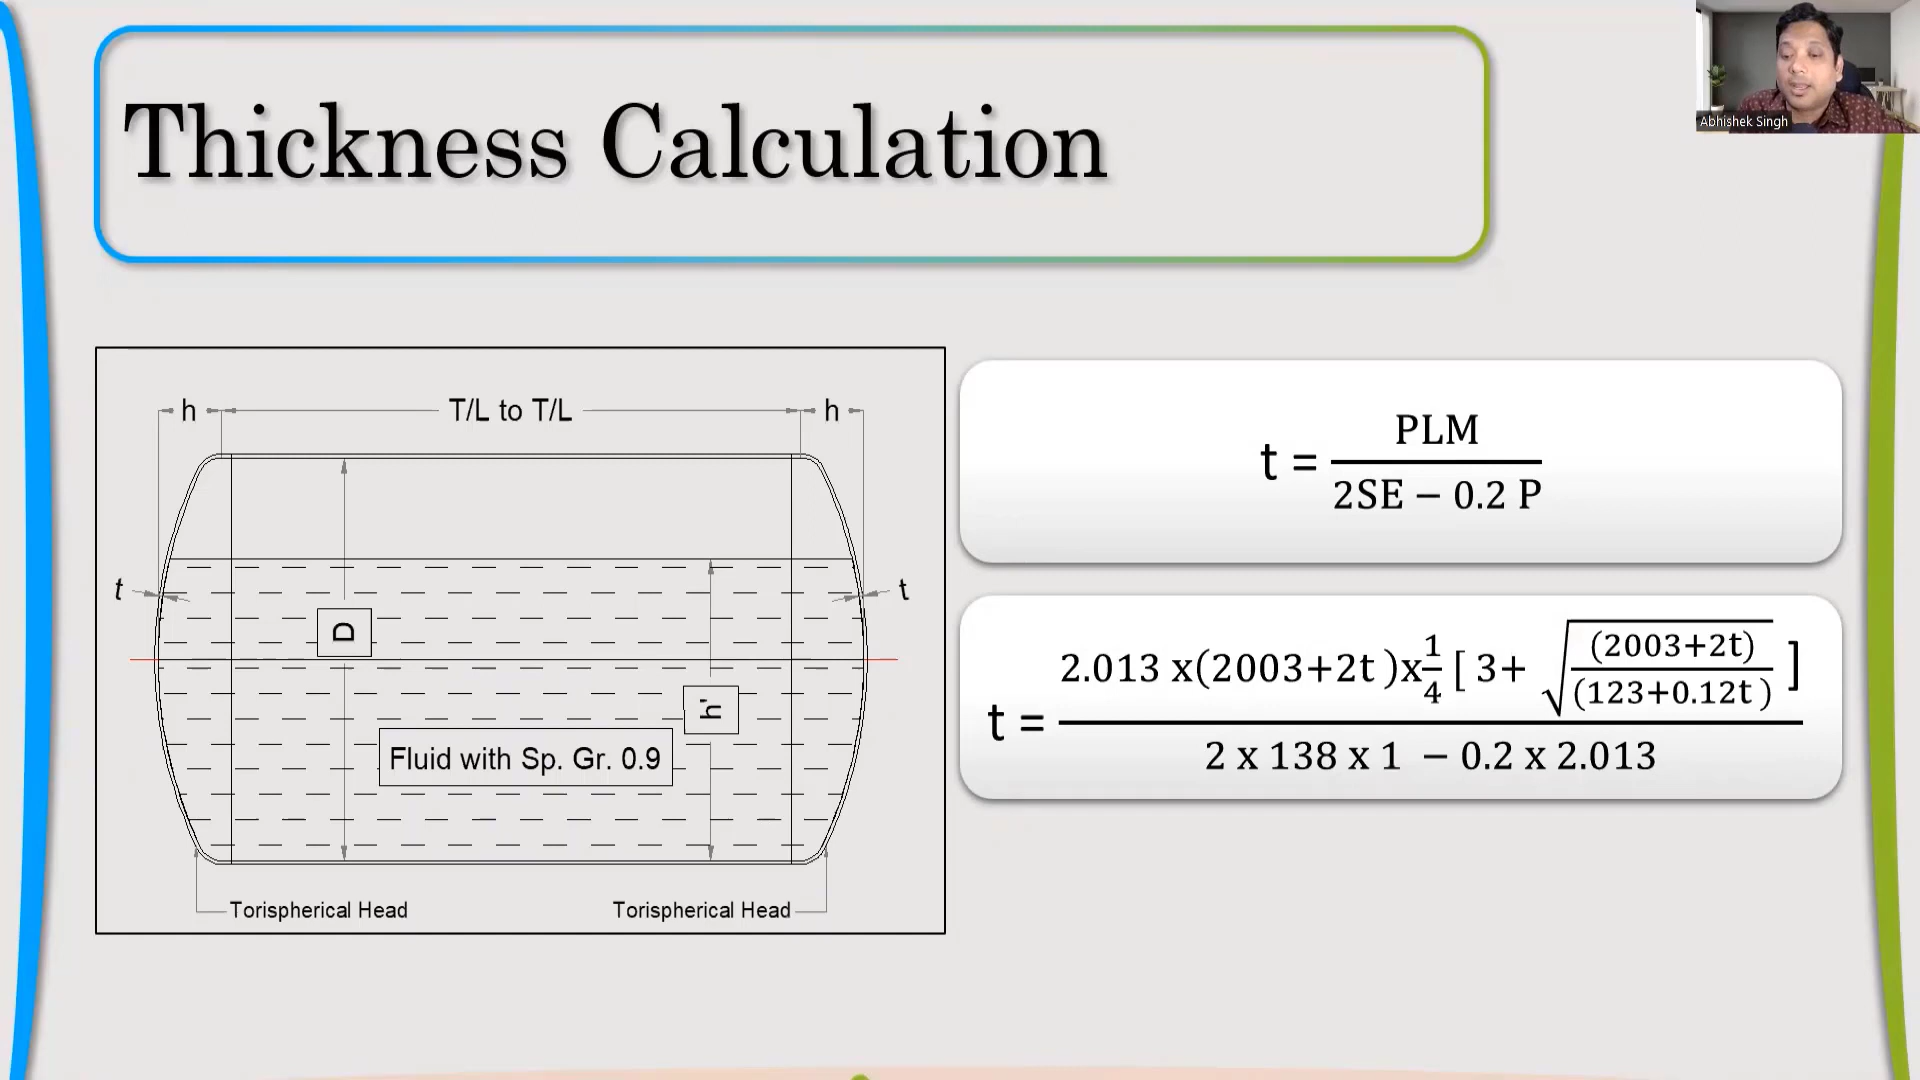 Thickness Calculation
Abhishek Singh
h T/L to T/L h
t t
D
h'
Fluid with Sp. Gr. 0.9
Torispherical Head Torispherical Head
t = PLM / 2SE − 0.2 P
t = 2.013 x(2003+2t )x 1/4 [ 3+ √ (2003+2t) / (123+0.12t ) ] / 2 x 138 x 1 − 0.2 x 2.013